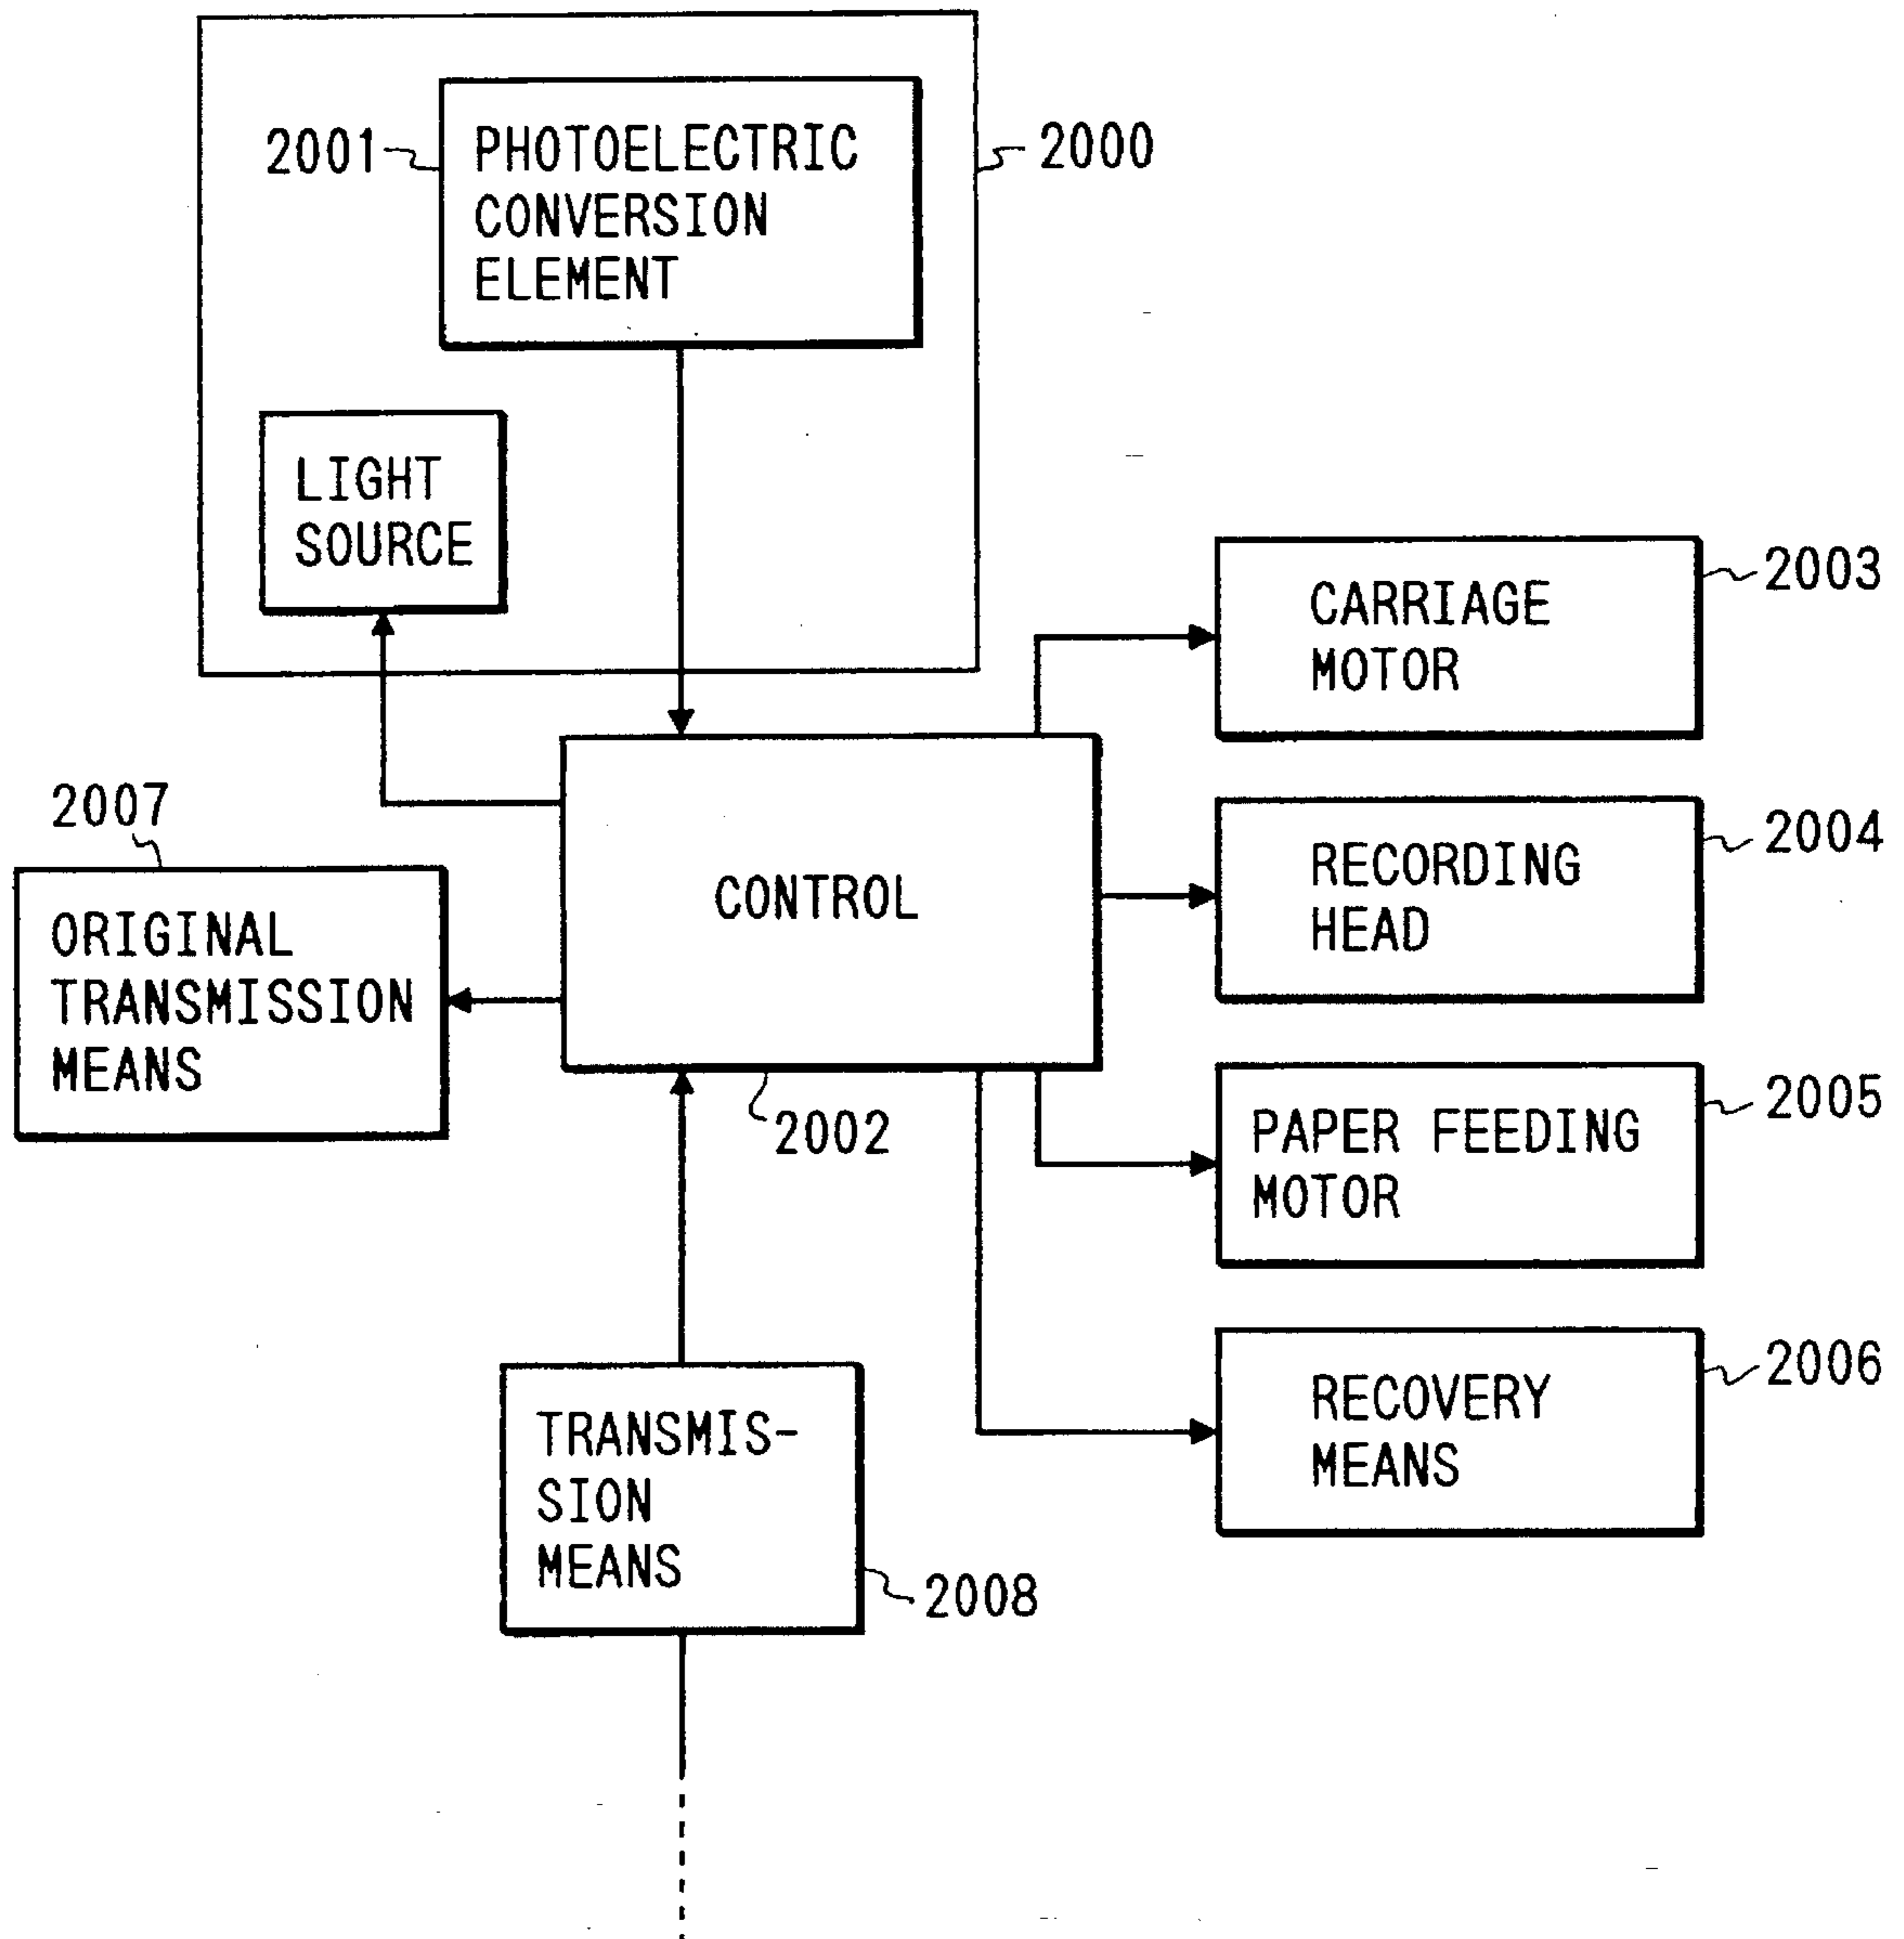 2001
PHOTOELECTRIC
CONVERSION
ELEMENT
2000
LIGHT
SOURCE
2003
CARRIAGE
MOTOR
2007
2004
RECORDING
HEAD
CONTROL
ORIGINAL
TRANSMISSION
MEANS
2002
2005
PAPER FEEDING
MOTOR
2006
RECOVERY
MEANS
TRANSMIS-
SION
MEANS
2008